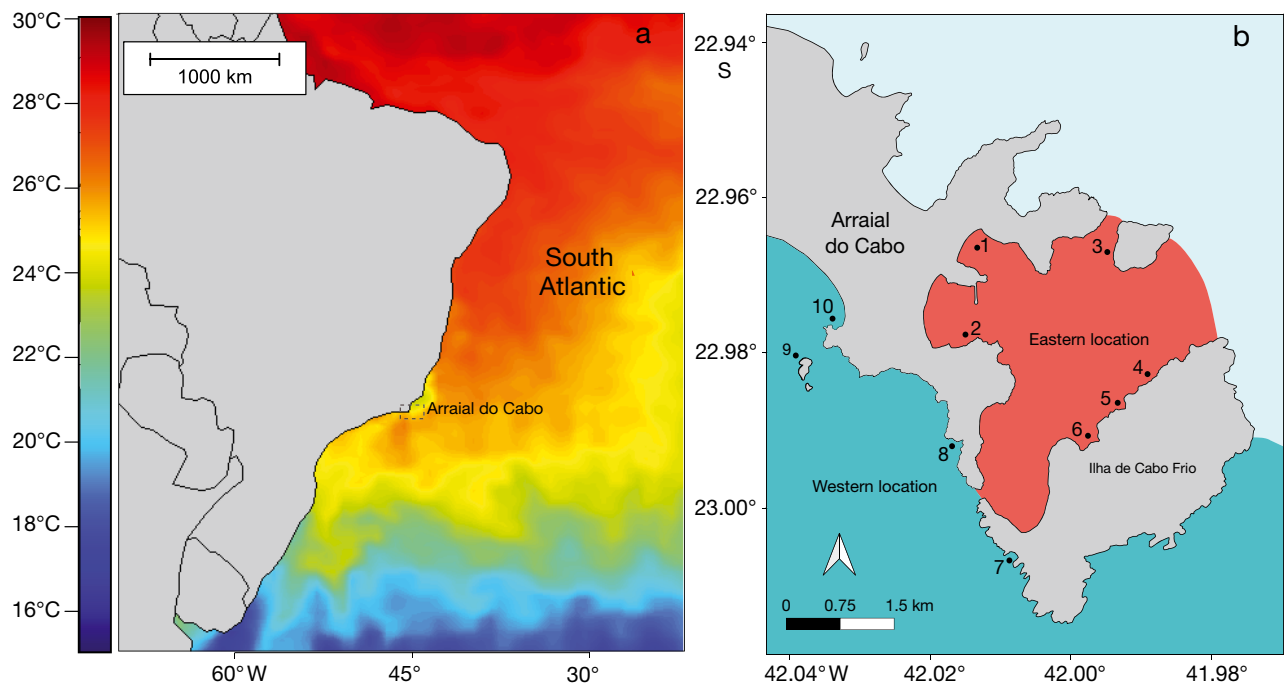 30°C
28°C
26°C
24°C
22°C
20°C
18°C
16°C
a
1000 km
South
Atlantic
Arraial do Cabo
60°W
45°
30°
b
22.94°
S
22.96°
22.98°
23.00°
Arraial
do Cabo
1
3
10
2
Eastern location
9
4
5
6
8
Ilha de Cabo Frio
Western location
7
0 0.75 1.5 km
42.04°W
42.02°
42.00°
41.98°